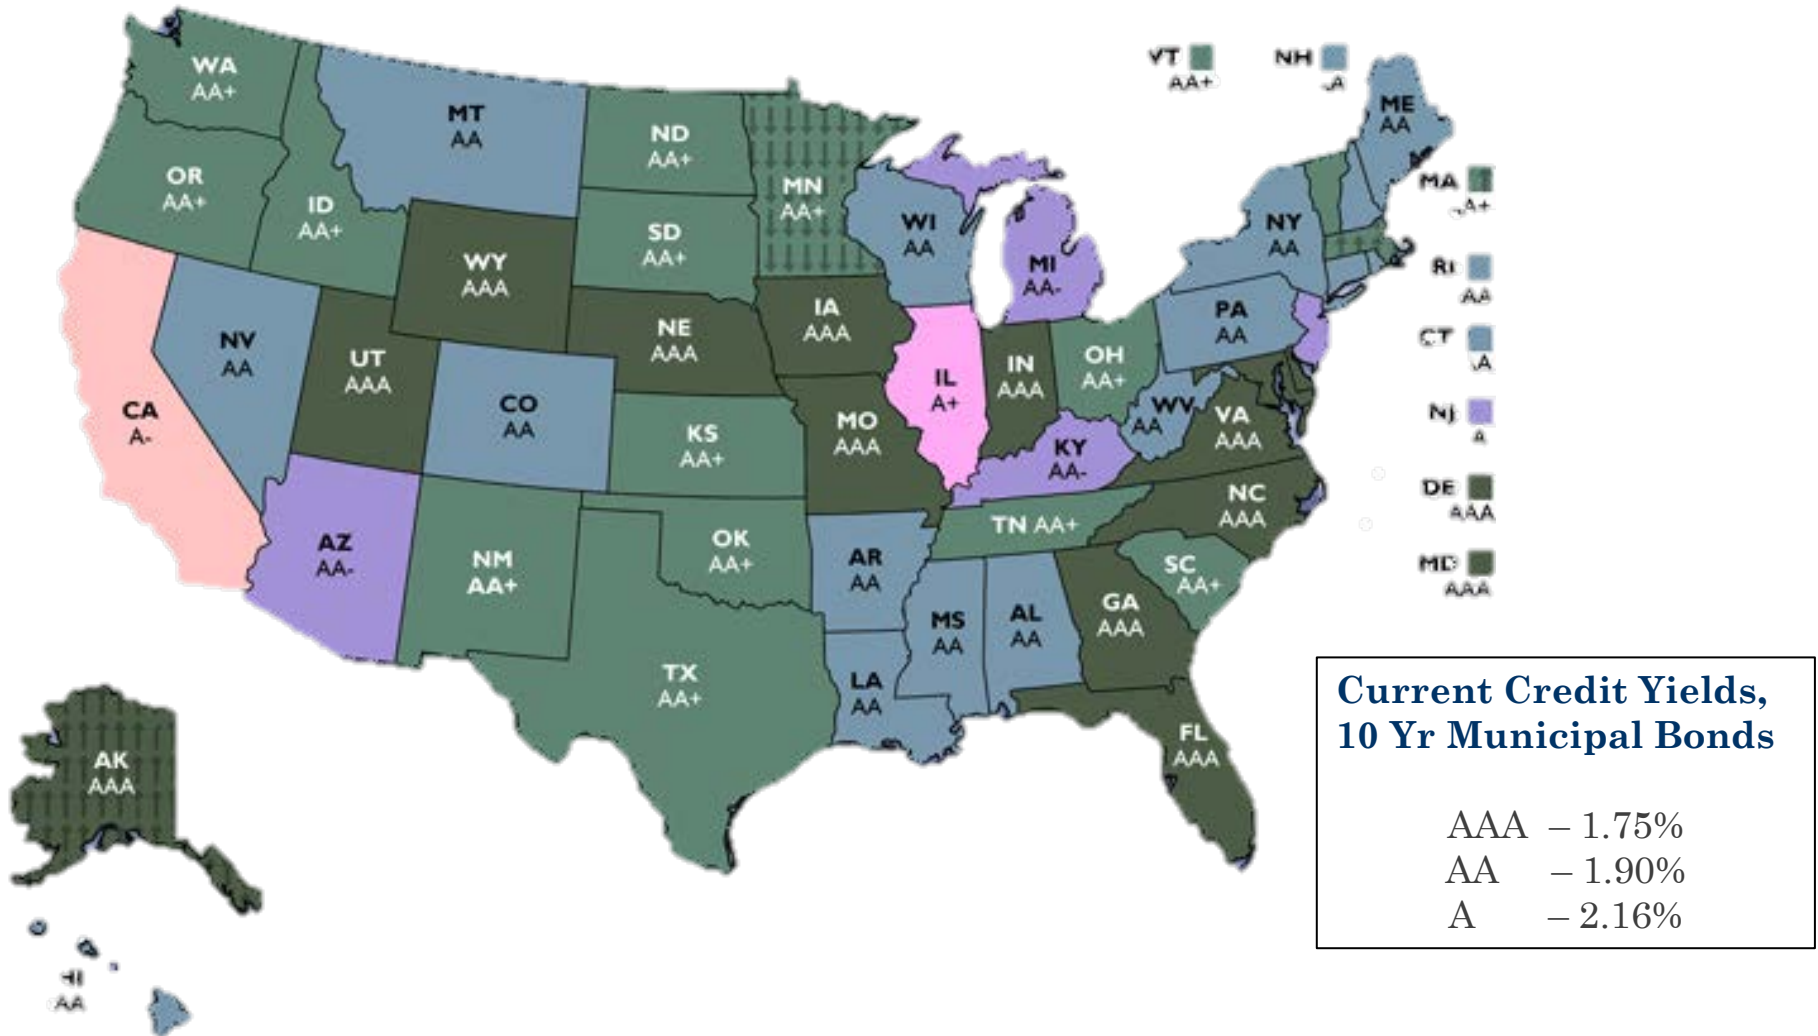 WA
AA+
OR
AA+
ID
AA+
MT
AA
ND
AA+
SD
AA+
MN
AA+
WY
AAA
NE
AAA
IA
AAA
WI
AA
MI
AA-
NV
AA
UT
AAA
CO
AA
KS
AA+
MO
AAA
IL
A+
IN
AAA
OH
AA+
CA
A-
AZ
AA-
NM
AA+
OK
AA+
TX
AA+
AR
AA
LA
AA
MS
AA
AL
AA
TN AA+
KY
AA-
WV
AA
VA
AAA
NC
AAA
SC
AA+
GA
AAA
FL
AAA
PA
AA
NY
AA
ME
AA
VT
AA+
NH
MA
RI
AA
CT
NJ
DE
AAA
MD
AAA
AK
AAA
HI
AA
Current Credit Yields,
10 Yr Municipal Bonds
AAA – 1.75%
AA – 1.90%
A – 2.16%